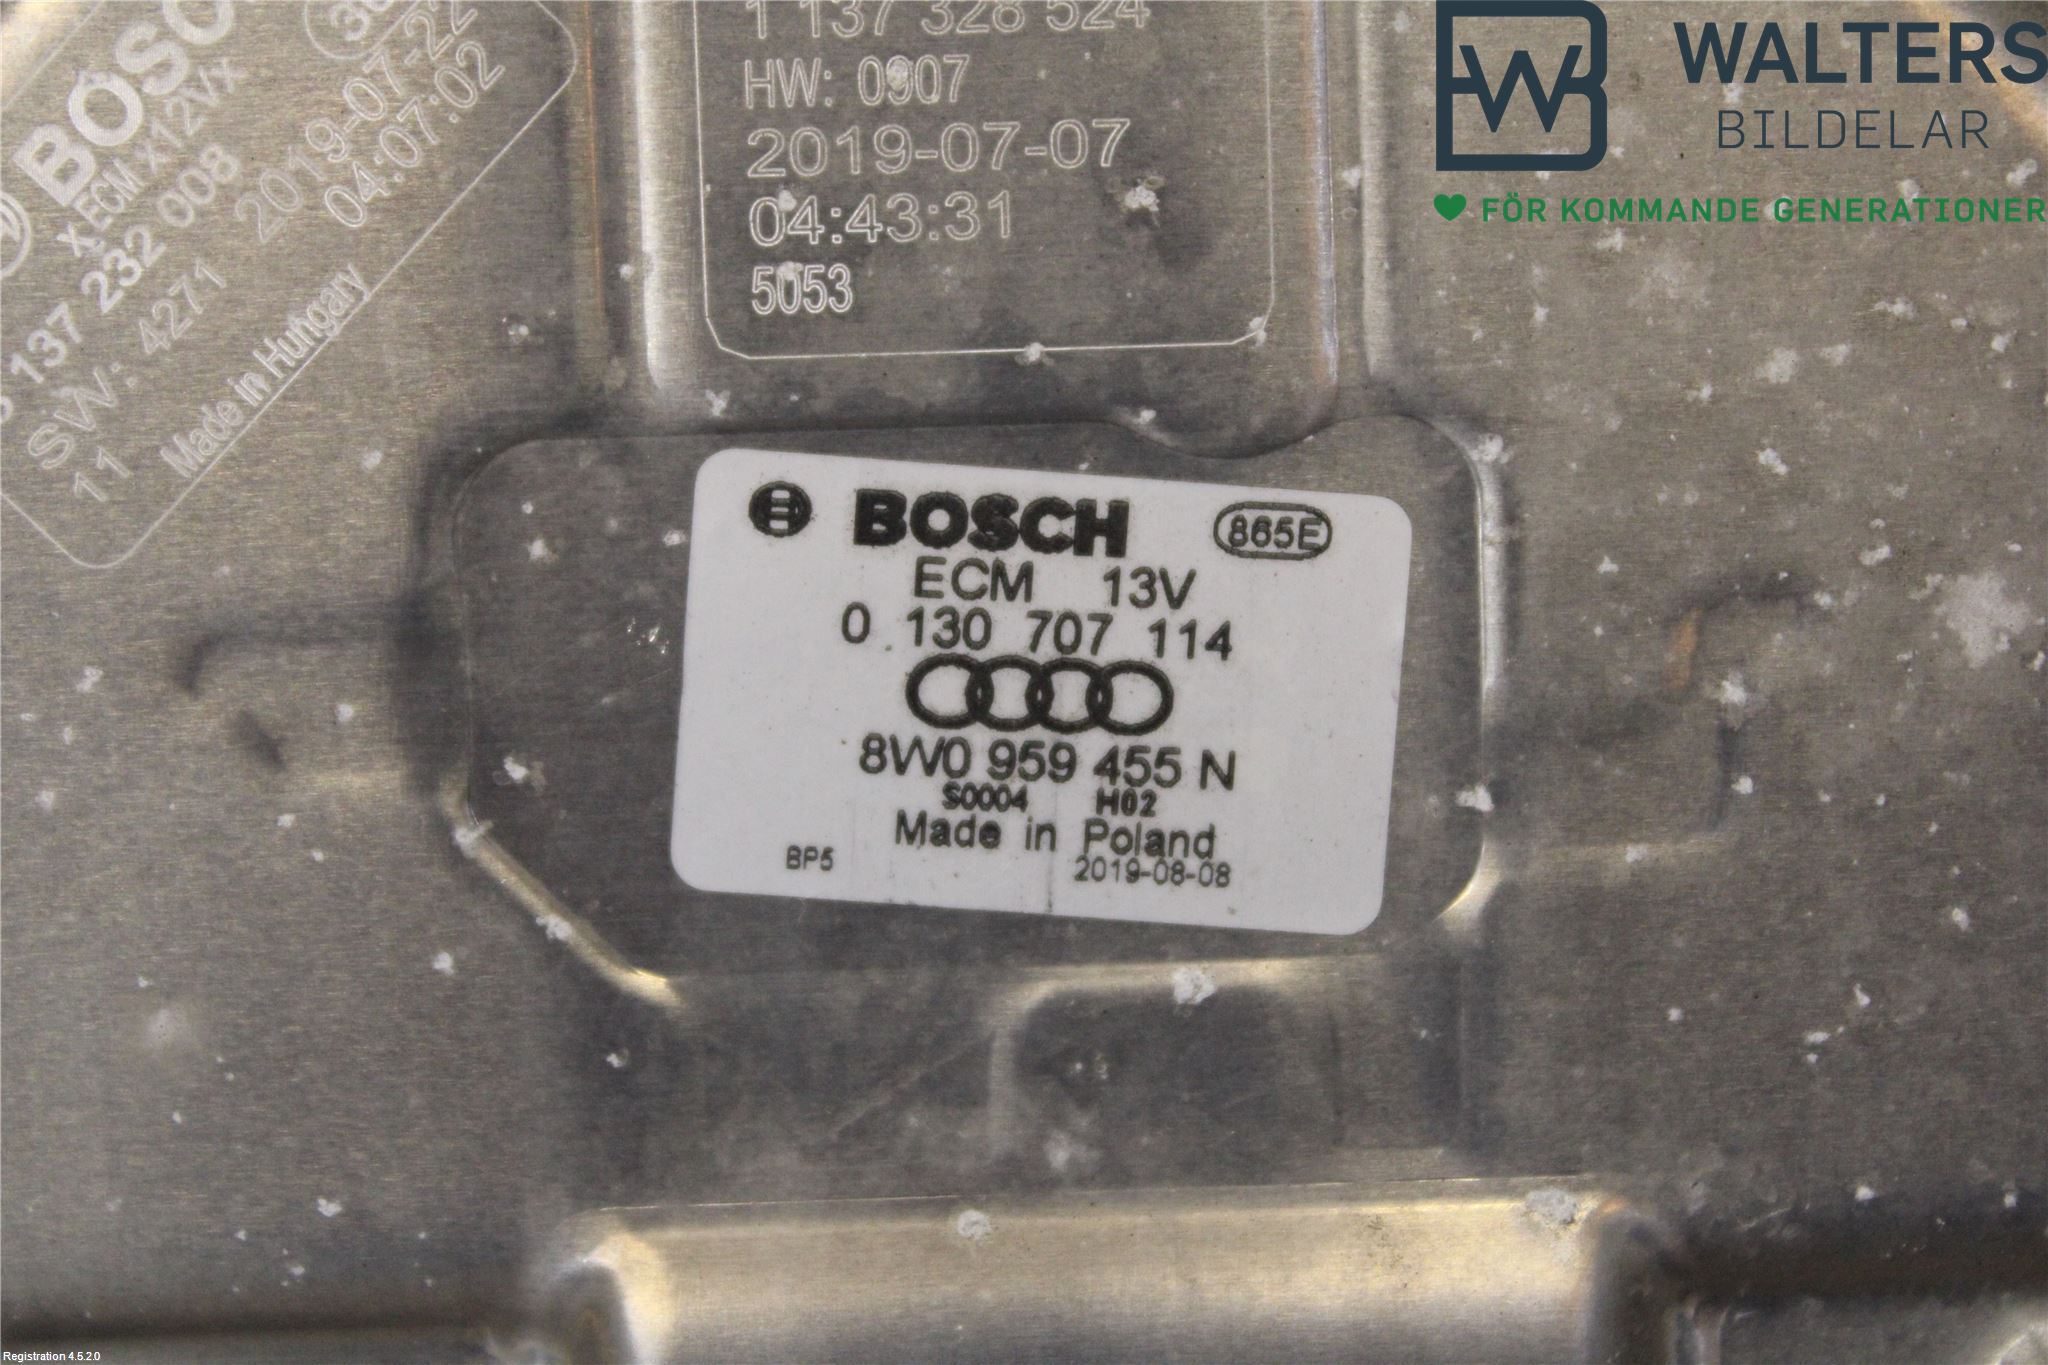 BOSC
X ECM x12Vx
137 232 008
SW: 4271
11
2019-07-22
04:07:02
Made in Hungary
1 137 328 524
HW: 0907
2019-07-07
04:43:31
5053
WALTERS
BILDELAR
FÖR KOMMANDE GENERATIONER
BOSCH 865E
ECM 13V
0 130 707 114
8W0 959 455 N
S0004 H02
Made in Poland
BP5 2019-08-08
Registration 4.5.2.0